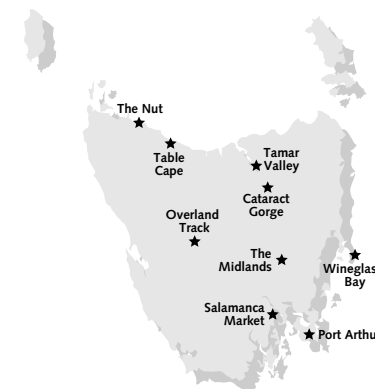 The Nut
Table
Cape
Tamar
Valley
Cataract
Gorge
Overland
Track
The
Midlands
Wineglas
Bay
Salamanca
Market
Port Arthu